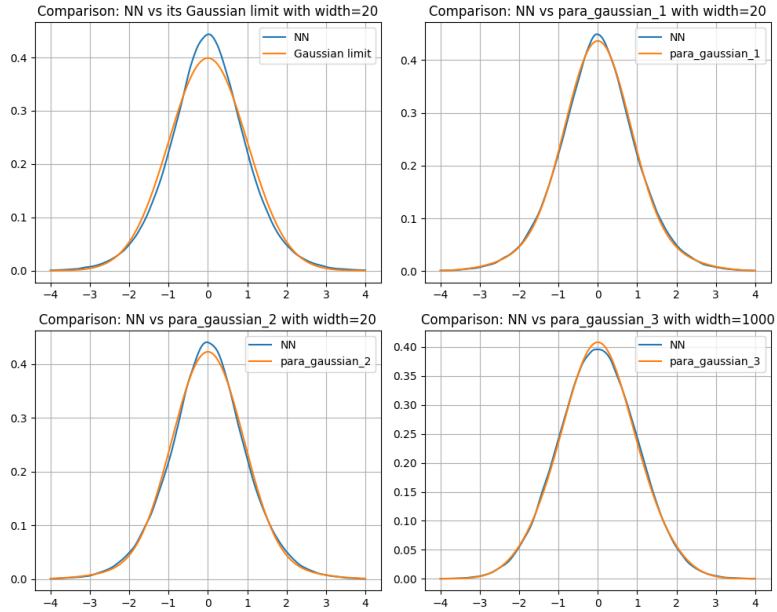 Comparison: NN vs its Gaussian limit with width=20
NN
Gaussian limit
0.4
0.3
0.2
0.1
0.0
−4 −3 −2 −1 0 1 2 3 4
Comparison: NN vs para_gaussian_1 with width=20
NN
para_gaussian_1
0.4
0.3
0.2
0.1
0.0
−4 −3 −2 −1 0 1 2 3 4
Comparison: NN vs para_gaussian_2 with width=20
NN
para_gaussian_2
0.4
0.3
0.2
0.1
0.0
−4 −3 −2 −1 0 1 2 3 4
Comparison: NN vs para_gaussian_3 with width=1000
NN
para_gaussian_3
0.40
0.35
0.30
0.25
0.20
0.15
0.10
0.05
0.00
−4 −3 −2 −1 0 1 2 3 4